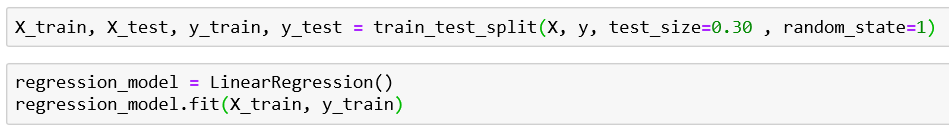 X_train, X_test, y_train, y_test = train_test_split(X, y, test_size=0.30 , random_state=1)
regression_model = LinearRegression()
regression_model.fit(X_train, y_train)